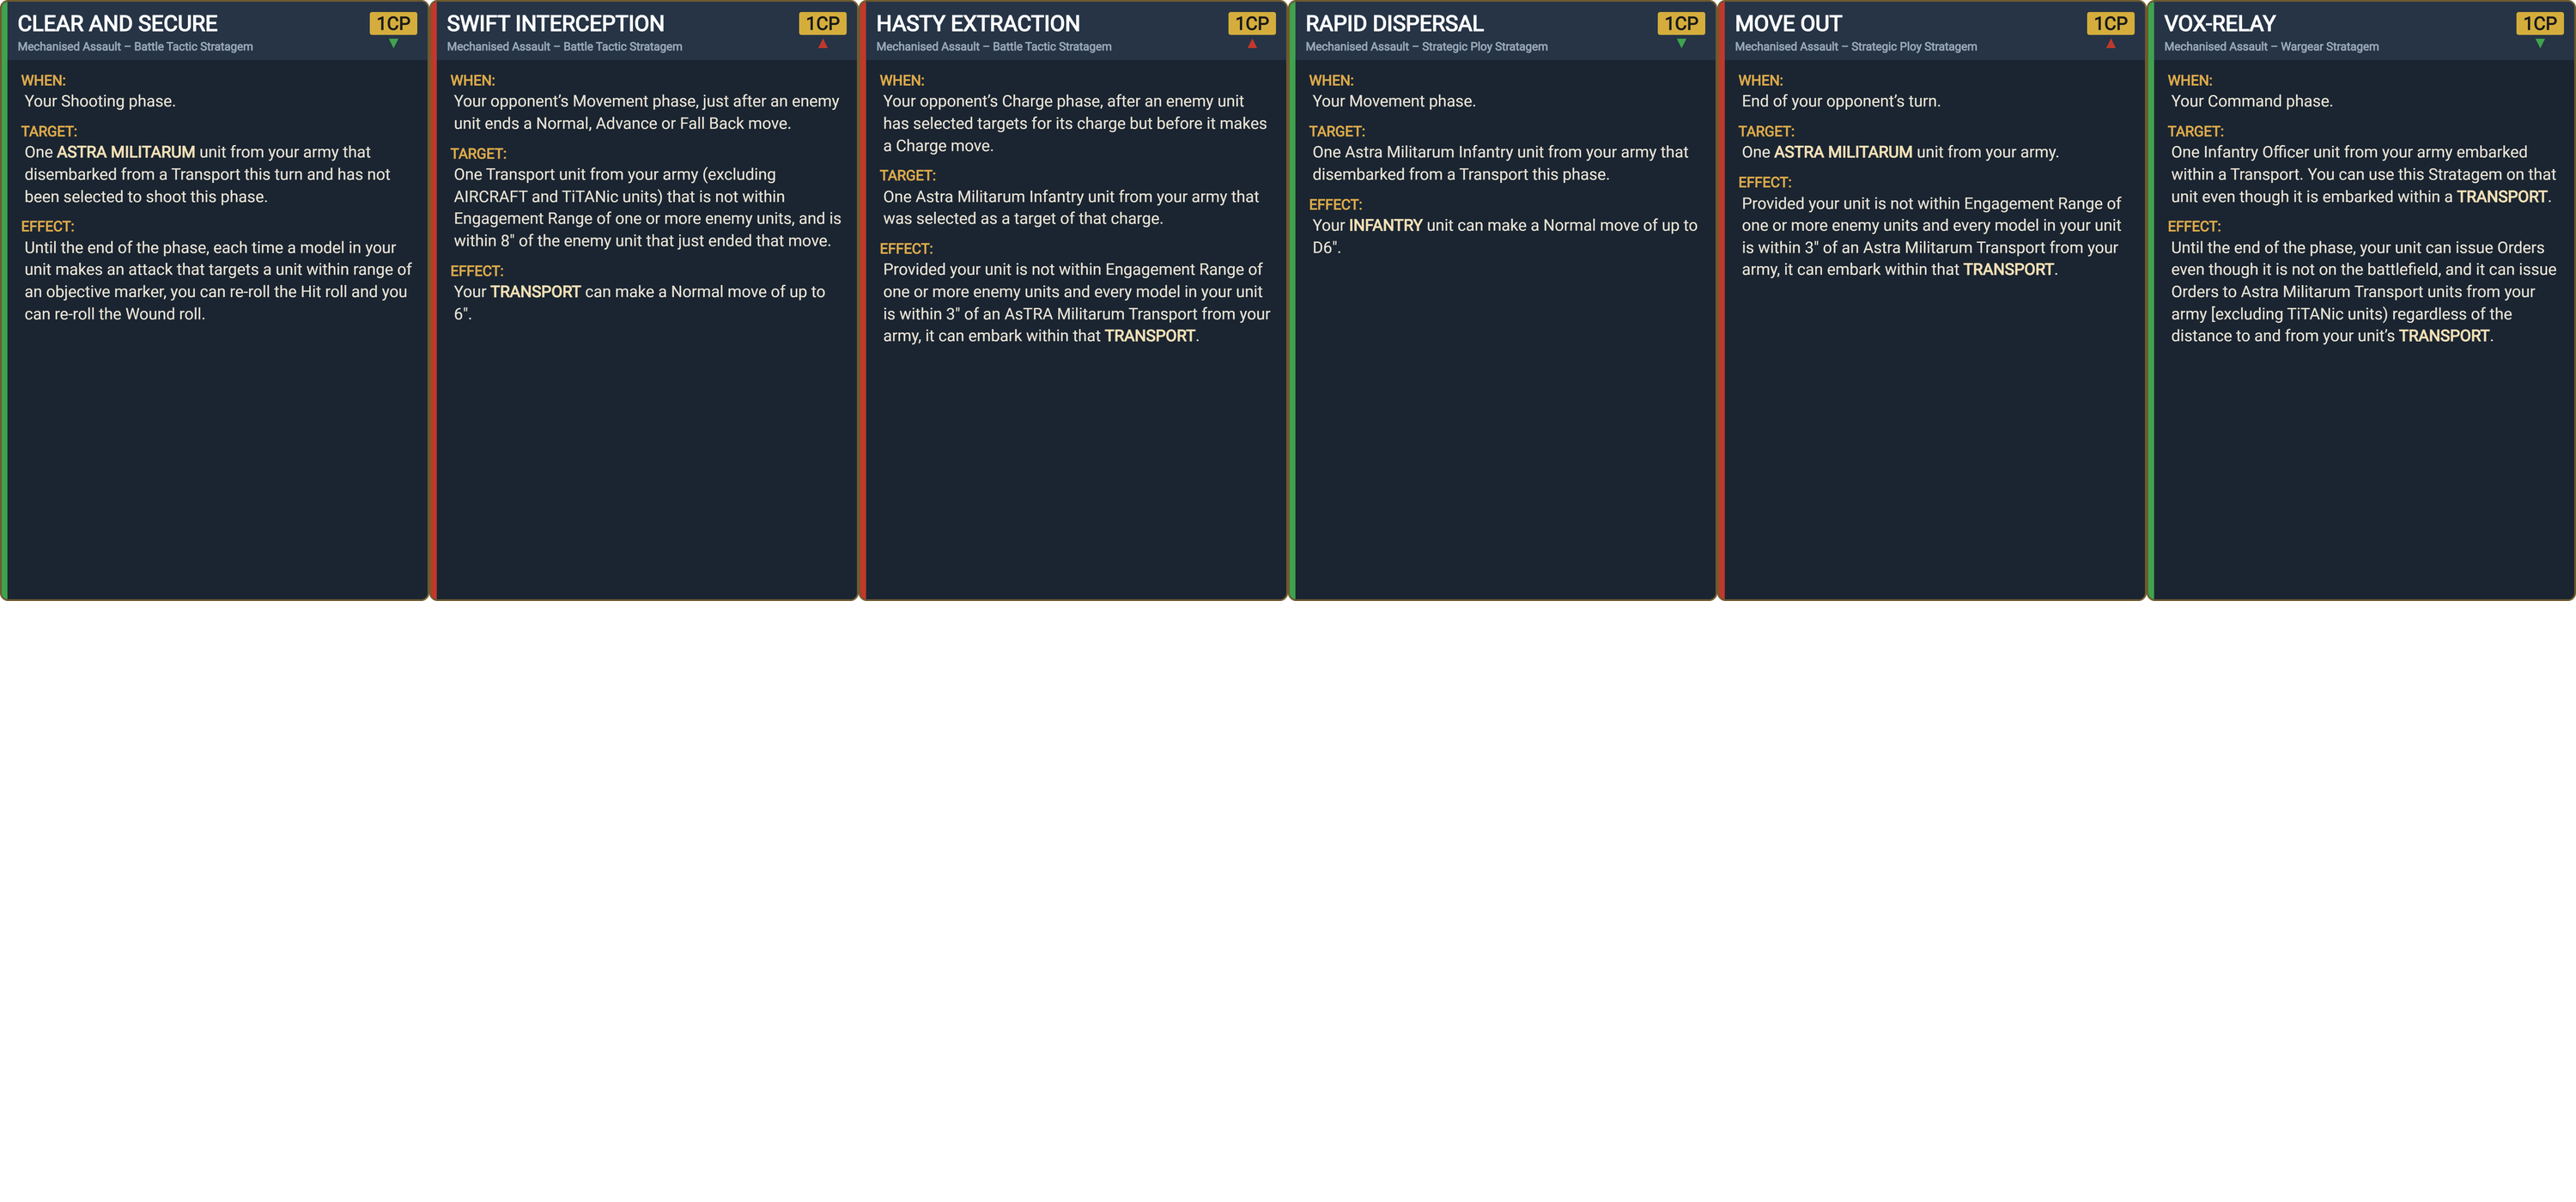 CLEAR AND SECURE
1CP
Mechanised Assault – Battle Tactic Stratagem
▼
WHEN:
Your Shooting phase.
TARGET:
One ASTRA MILITARUM unit from your army that
disembarked from a Transport this turn and has not
been selected to shoot this phase.
EFFECT:
Until the end of the phase, each time a model in your
unit makes an attack that targets a unit within range of
an objective marker, you can re-roll the Hit roll and you
can re-roll the Wound roll.
SWIFT INTERCEPTION
1CP
Mechanised Assault – Battle Tactic Stratagem
▲
WHEN:
Your opponent’s Movement phase, just after an enemy
unit ends a Normal, Advance or Fall Back move.
TARGET:
One Transport unit from your army (excluding
AIRCRAFT and TiTANic units) that is not within
Engagement Range of one or more enemy units, and is
within 8" of the enemy unit that just ended that move.
EFFECT:
Your TRANSPORT can make a Normal move of up to
6".
HASTY EXTRACTION
1CP
Mechanised Assault – Battle Tactic Stratagem
▲
WHEN:
Your opponent’s Charge phase, after an enemy unit
has selected targets for its charge but before it makes
a Charge move.
TARGET:
One Astra Militarum Infantry unit from your army that
was selected as a target of that charge.
EFFECT:
Provided your unit is not within Engagement Range of
one or more enemy units and every model in your unit
is within 3" of an AsTRA Militarum Transport from your
army, it can embark within that TRANSPORT.
RAPID DISPERSAL
1CP
Mechanised Assault – Strategic Ploy Stratagem
▼
WHEN:
Your Movement phase.
TARGET:
One Astra Militarum Infantry unit from your army that
disembarked from a Transport this phase.
EFFECT:
Your INFANTRY unit can make a Normal move of up to
D6".
MOVE OUT
1CP
Mechanised Assault – Strategic Ploy Stratagem
▲
WHEN:
End of your opponent’s turn.
TARGET:
One ASTRA MILITARUM unit from your army.
EFFECT:
Provided your unit is not within Engagement Range of
one or more enemy units and every model in your unit
is within 3" of an Astra Militarum Transport from your
army, it can embark within that TRANSPORT.
VOX-RELAY
1CP
Mechanised Assault – Wargear Stratagem
▼
WHEN:
Your Command phase.
TARGET:
One Infantry Officer unit from your army embarked
within a Transport. You can use this Stratagem on that
unit even though it is embarked within a TRANSPORT.
EFFECT:
Until the end of the phase, your unit can issue Orders
even though it is not on the battlefield, and it can issue
Orders to Astra Militarum Transport units from your
army [excluding TiTANic units) regardless of the
distance to and from your unit’s TRANSPORT.